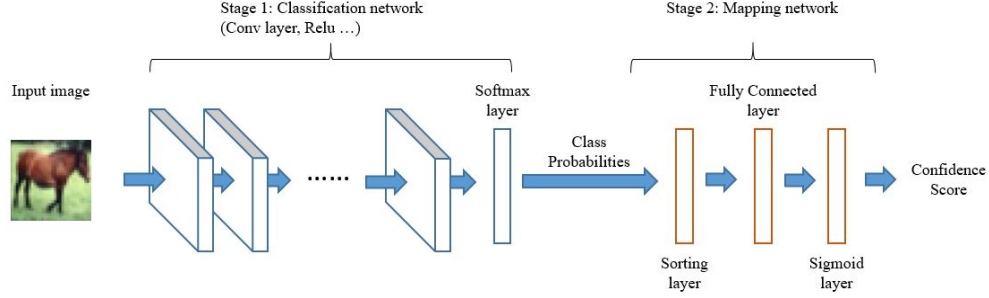 Stage 1: Classification network
(Conv layer, Relu …)
Stage 2: Mapping network
Input image
Softmax
layer
Fully Connected
layer
Class
Probabilities
......
Confidence
Score
Sorting
layer
Sigmoid
layer